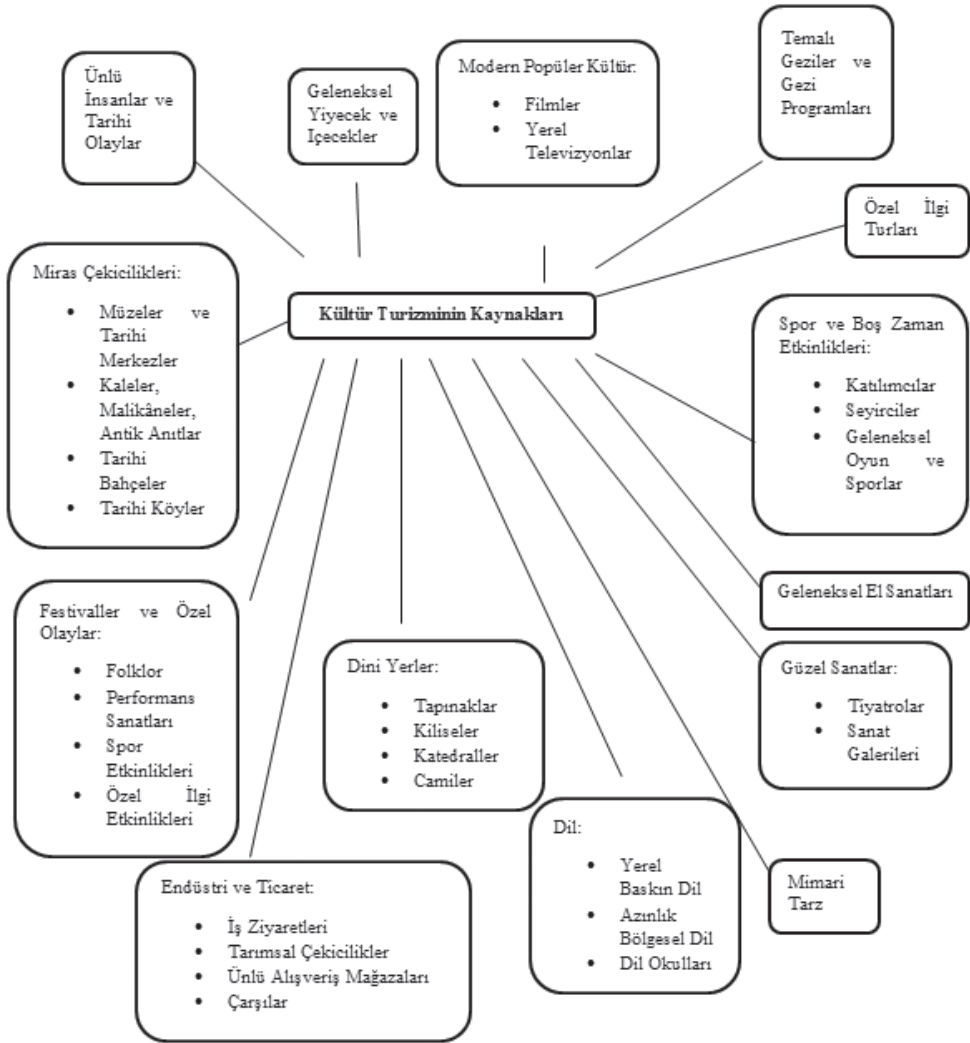 Ünlü
İnsanlar ve
Tarihi
Olaylar
Geleneksel
Yiyecek ve
Içecekler
Modern Popüler Kültür:
• Filmler
• Yerel
Televizyonlar
Temalı
Geziler ve
Gezi
Programları
Özel İlgi
Turları
Miras Çekicilikleri:
• Müzeler ve
Tarihi
Merkezler
• Kaleler,
Malikâneler,
Antik Anıtlar
• Tarihi
Bahçeler
• Tarihi Köyler
Kültür Turizminin Kaynakları
Spor ve Boş Zaman
Etkinlikleri:
• Katılımcılar
• Seyirciler
• Geleneksel
Oyun ve
Sporlar
Geleneksel El Sanatları
Festivaller ve Özel
Olaylar:
• Folklor
• Performans
Sanatları
• Spor
Etkinlikleri
• Özel İlgi
Etkinlikleri
Dini Yerler:
• Tapınaklar
• Kiliseler
• Katedraller
• Camiler
Güzel Sanatlar:
• Tiyatrolar
• Sanat
Galerileri
Endüstri ve Ticaret:
• İş Ziyaretleri
• Tarımsal Çekicilikler
• Ünlü Alışveriş Mağazaları
• Çarşılar
Dil:
• Yerel
Baskın Dil
• Azınlık
Bölgesel Dil
• Dil Okulları
Mimari
Tarz